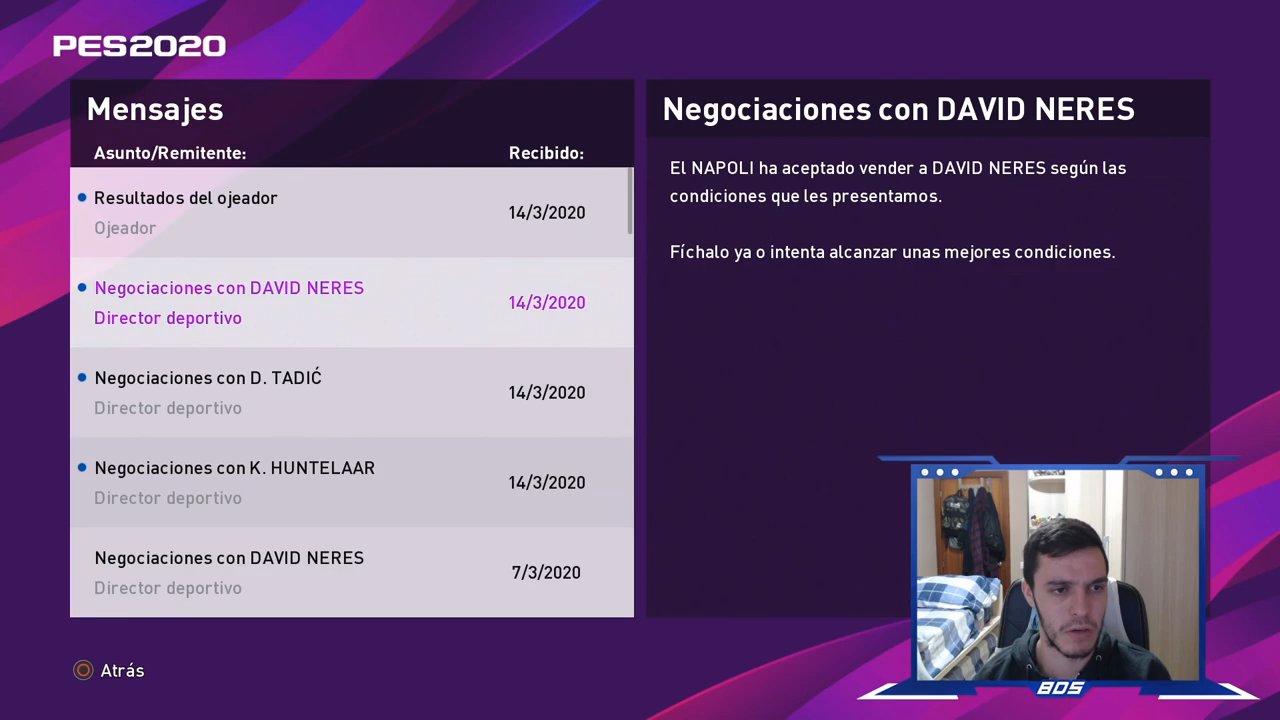 PES2020
Mensajes
Asunto/Remitente:
Recibido:
Resultados del ojeador
Ojeador
14/3/2020
Negociaciones con DAVID NERES
Director deportivo
14/3/2020
Negociaciones con D. TADIĆ
Director deportivo
14/3/2020
Negociaciones con K. HUNTELAAR
Director deportivo
14/3/2020
Negociaciones con DAVID NERES
Director deportivo
7/3/2020
Negociaciones con DAVID NERES
El NAPOLI ha aceptado vender a DAVID NERES según las
condiciones que les presentamos.
Fíchalo ya o intenta alcanzar unas mejores condiciones.
Atrás
BDS